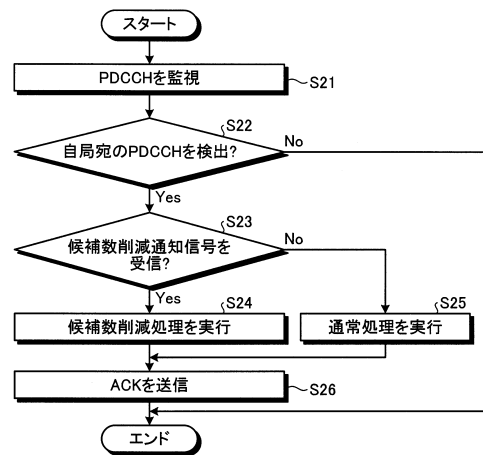 スタート
PDCCHを監視
S21
S22
自局宛のPDCCHを検出?
No
Yes
S23
候補数削減通知信号を
受信?
No
Yes
S24
候補数削減処理を実行
S25
通常処理を実行
ACKを送信
S26
エンド